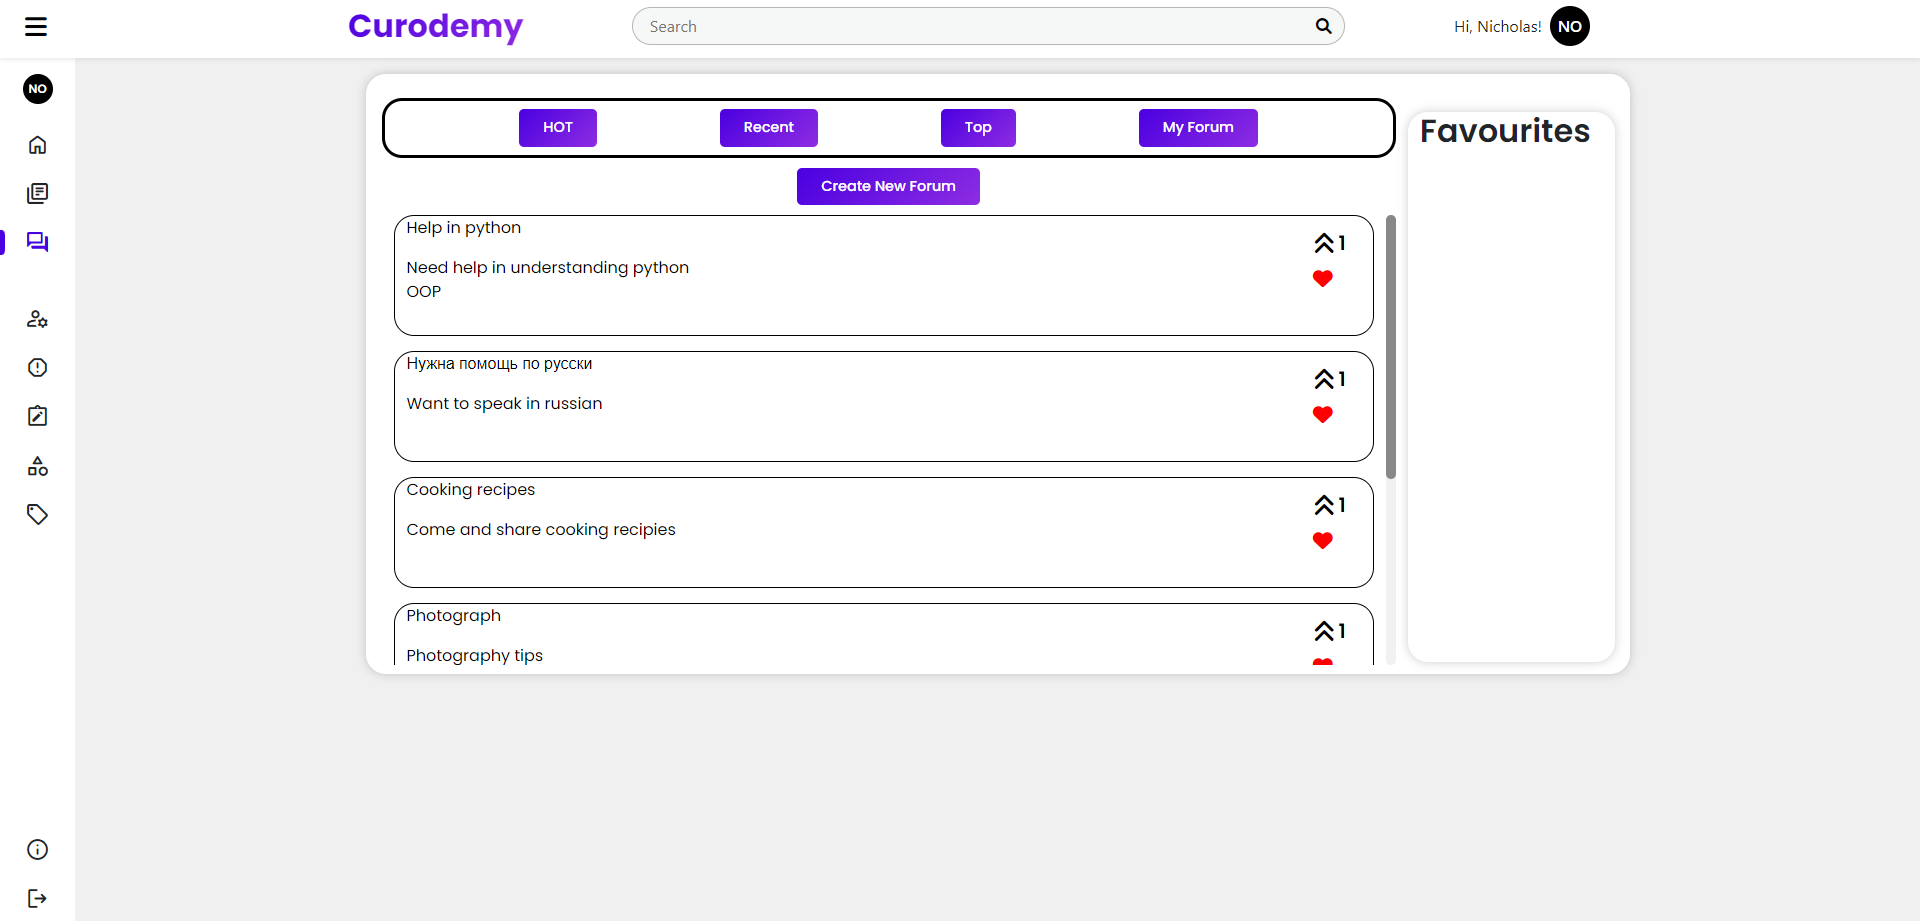 Curodemy
Search
Hi, Nicholas!
NO
NO
HOT
Recent
Top
My Forum
Favourites
Create New Forum
Help in python
1
Need help in understanding python
OOP
Нужна помощь по русски
1
Want to speak in russian
Cooking recipes
1
Come and share cooking recipies
Photograph
1
Photography tips